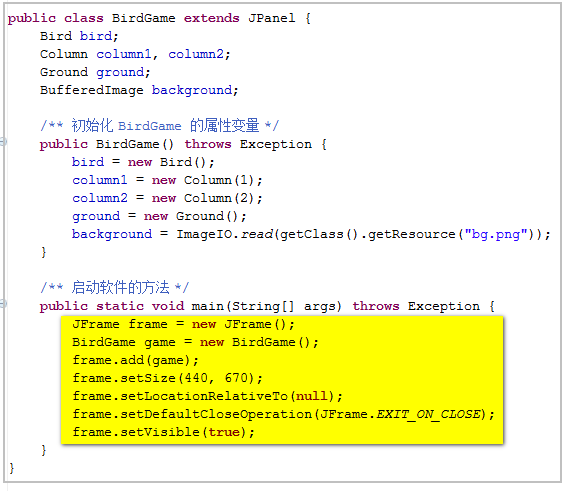 public class BirdGame extends JPanel {
    Bird bird;
    Column column1, column2;
    Ground ground;
    BufferedImage background;

    /** 初始化 BirdGame 的属性变量 */
    public BirdGame() throws Exception {
        bird = new Bird();
        column1 = new Column(1);
        column2 = new Column(2);
        ground = new Ground();
        background = ImageIO.read(getClass().getResource("bg.png"));
    }

    /** 启动软件的方法 */
    public static void main(String[] args) throws Exception {
        JFrame frame = new JFrame();
        BirdGame game = new BirdGame();
        frame.add(game);
        frame.setSize(440, 670);
        frame.setLocationRelativeTo(null);
        frame.setDefaultCloseOperation(JFrame.EXIT_ON_CLOSE);
        frame.setVisible(true);
    }
}